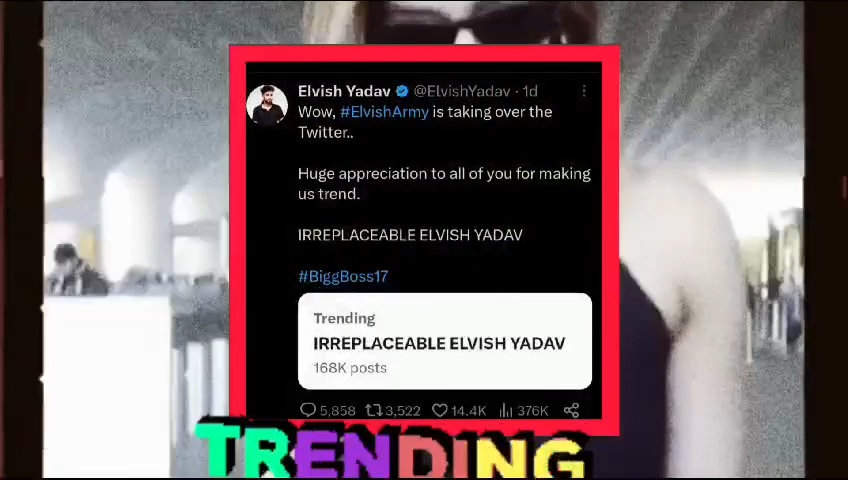 Elvish Yadav @ElvishYadav · 1d
Wow, #ElvishArmy is taking over the
Twitter..
Huge appreciation to all of you for making
us trend.
IRREPLACEABLE ELVISH YADAV
#BiggBoss17
Trending
IRREPLACEABLE ELVISH YADAV
168K posts
5,858 3,522 14.4K 376K
TRENDING